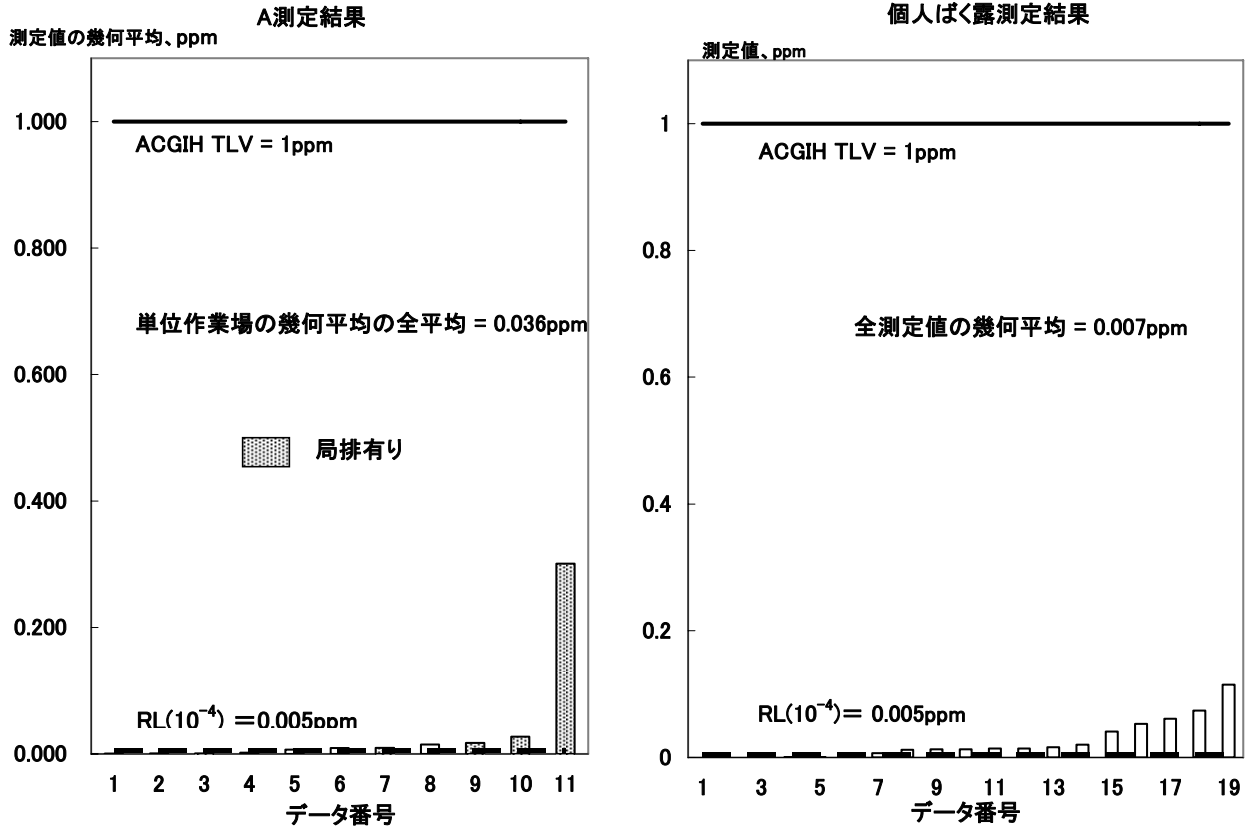 A測定結果
測定値の幾何平均、ppm
1.000
ACGIH TLV = 1ppm
0.800
単位作業場の幾何平均の全平均 = 0.036ppm
0.600
局排有り
0.400
0.200
RL(10⁻⁴) =0.005ppm
0.000
1 2 3 4 5 6 7 8 9 10 11
データ番号
個人ばく露測定結果
測定値、ppm
1
ACGIH TLV = 1ppm
0.8
全測定値の幾何平均 = 0.007ppm
0.6
0.4
0.2
RL(10⁻⁴)= 0.005ppm
0
1 3 5 7 9 11 13 15 17 19
データ番号